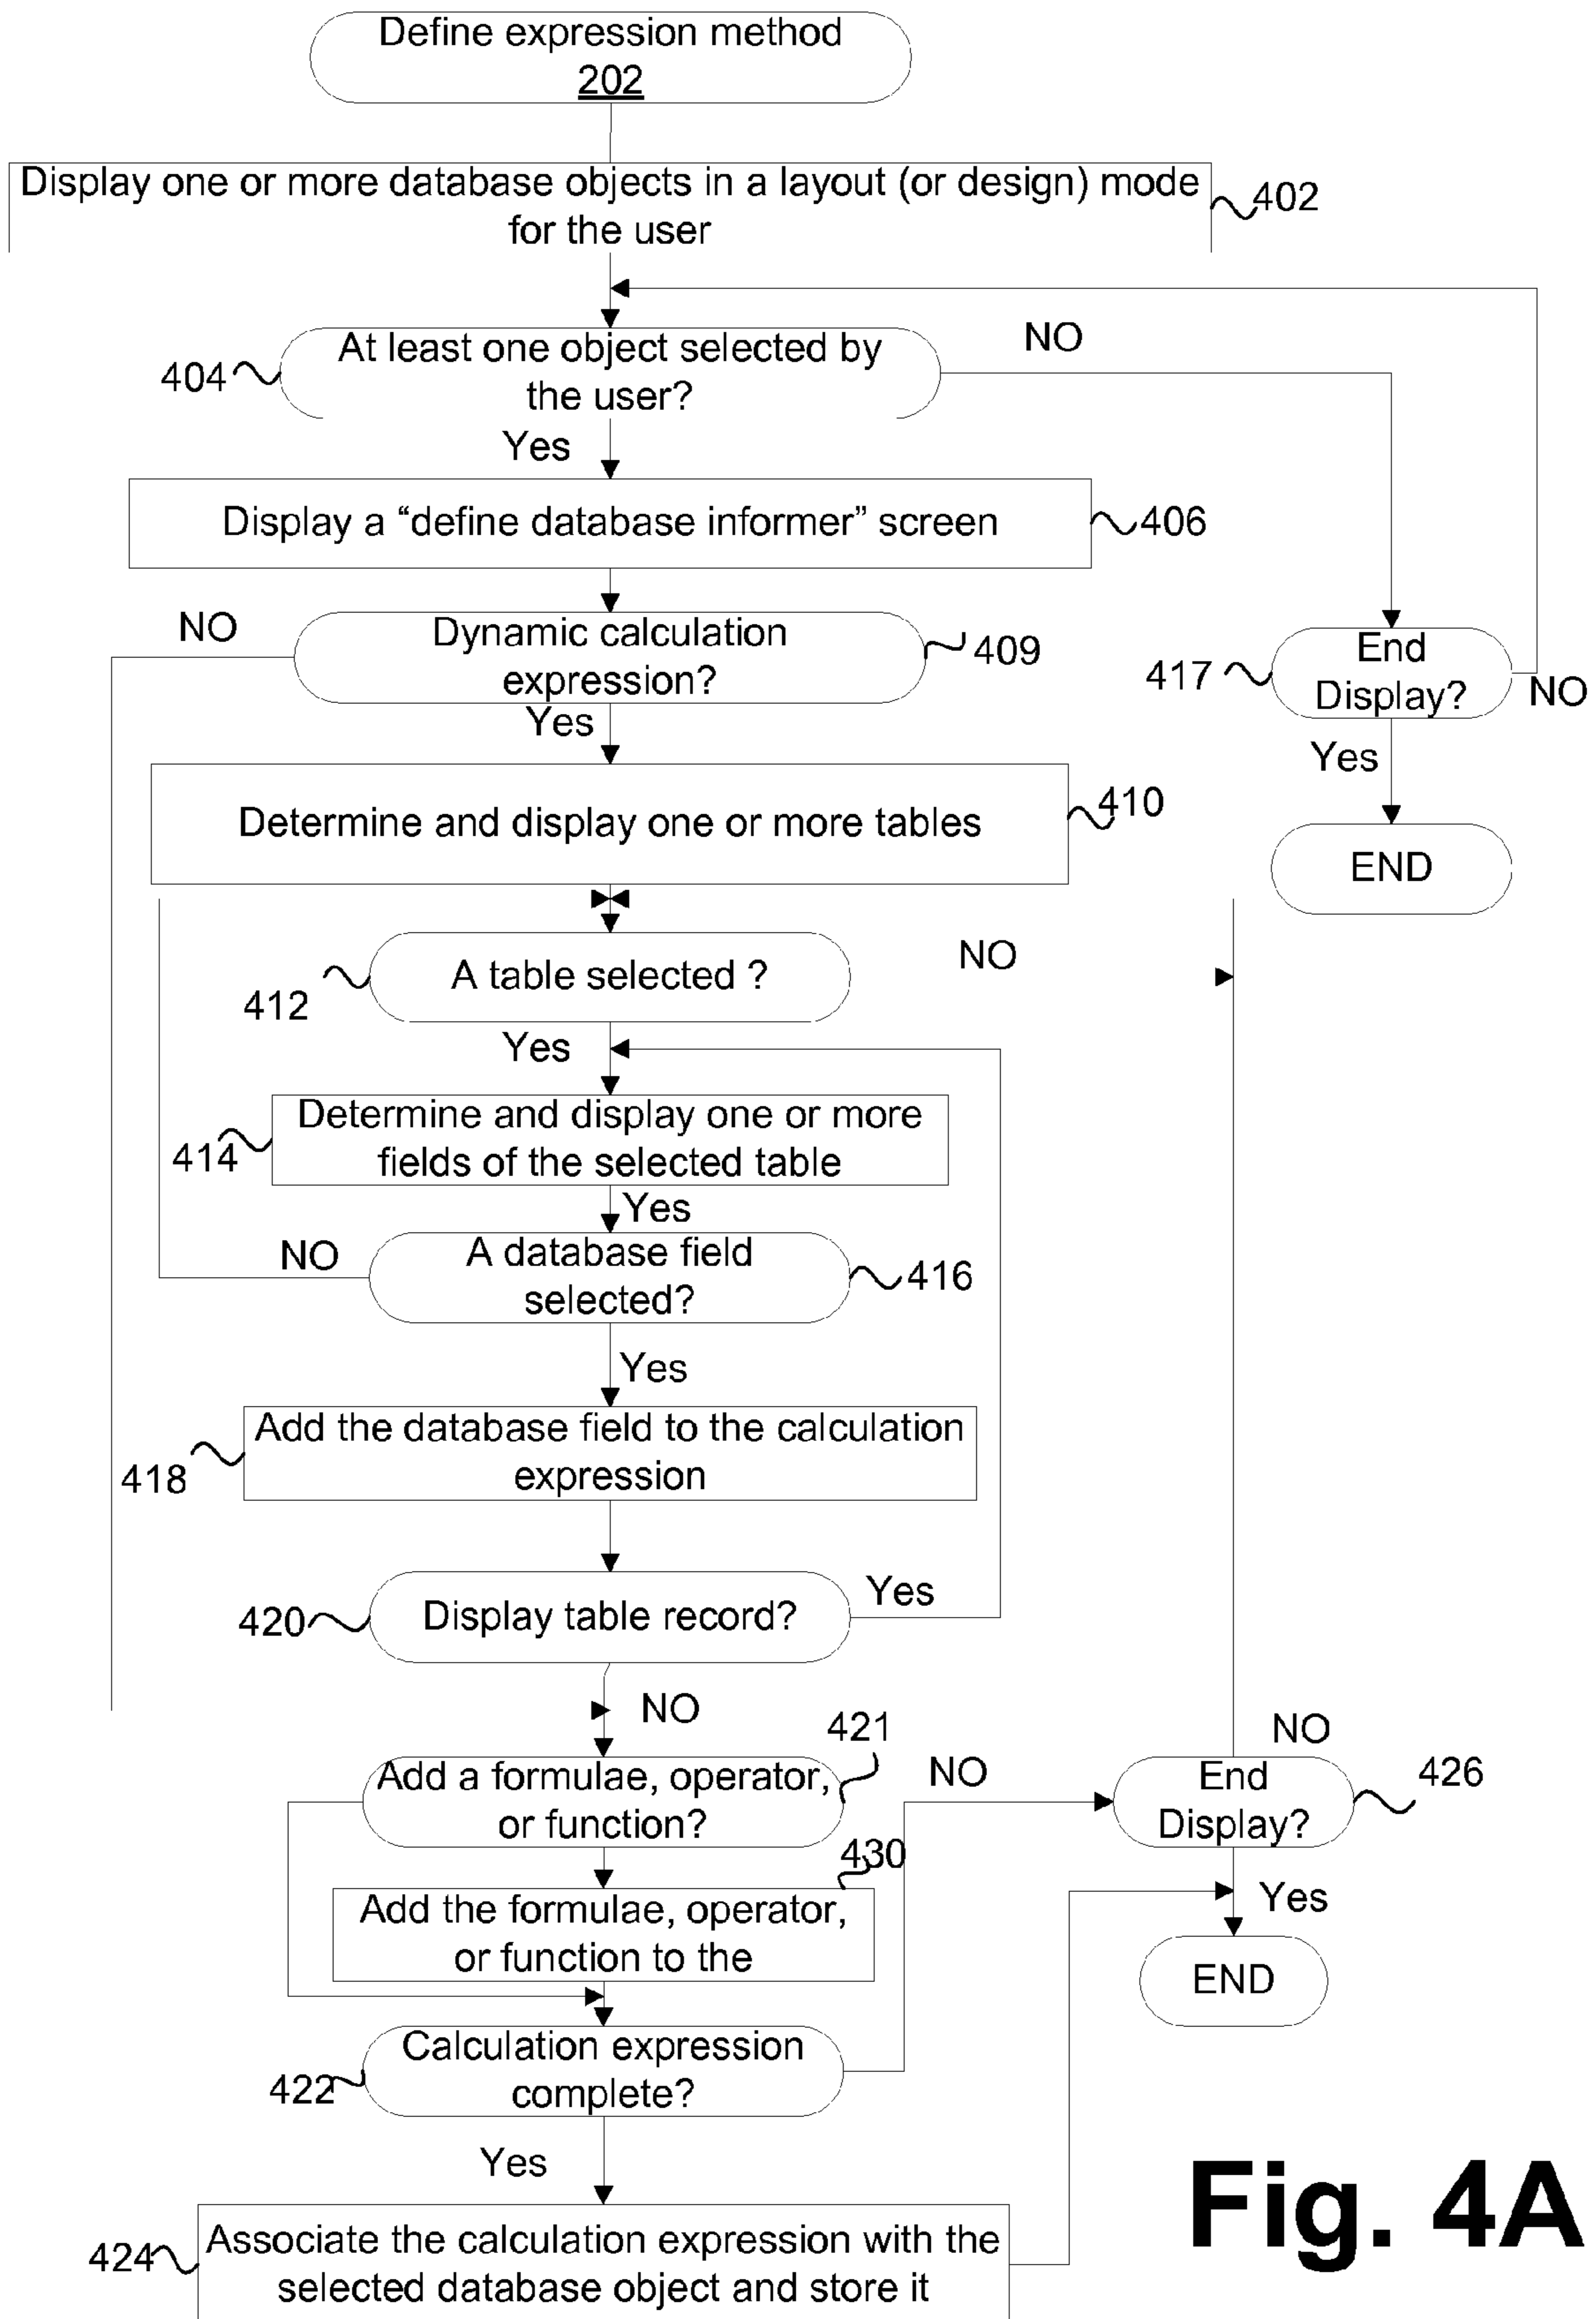 Define expression method
202
Display one or more database objects in a layout (or design) mode
for the user
402
At least one object selected by
the user?
404
NO
Yes
Display a “define database informer” screen
406
NO
Dynamic calculation
expression?
409
Yes
End
Display?
417
NO
Yes
END
Determine and display one or more tables
410
A table selected ?
412
NO
Yes
Determine and display one or more
fields of the selected table
414
Yes
NO
A database field
selected?
416
Yes
Add the database field to the calculation
expression
418
Display table record?
420
Yes
NO
Add a formulae, operator,
or function?
421
NO
NO
End
Display?
426
430
Add the formulae, operator,
or function to the
Yes
END
Calculation expression
complete?
422
Yes
Associate the calculation expression with the
selected database object and store it
424
Fig. 4A